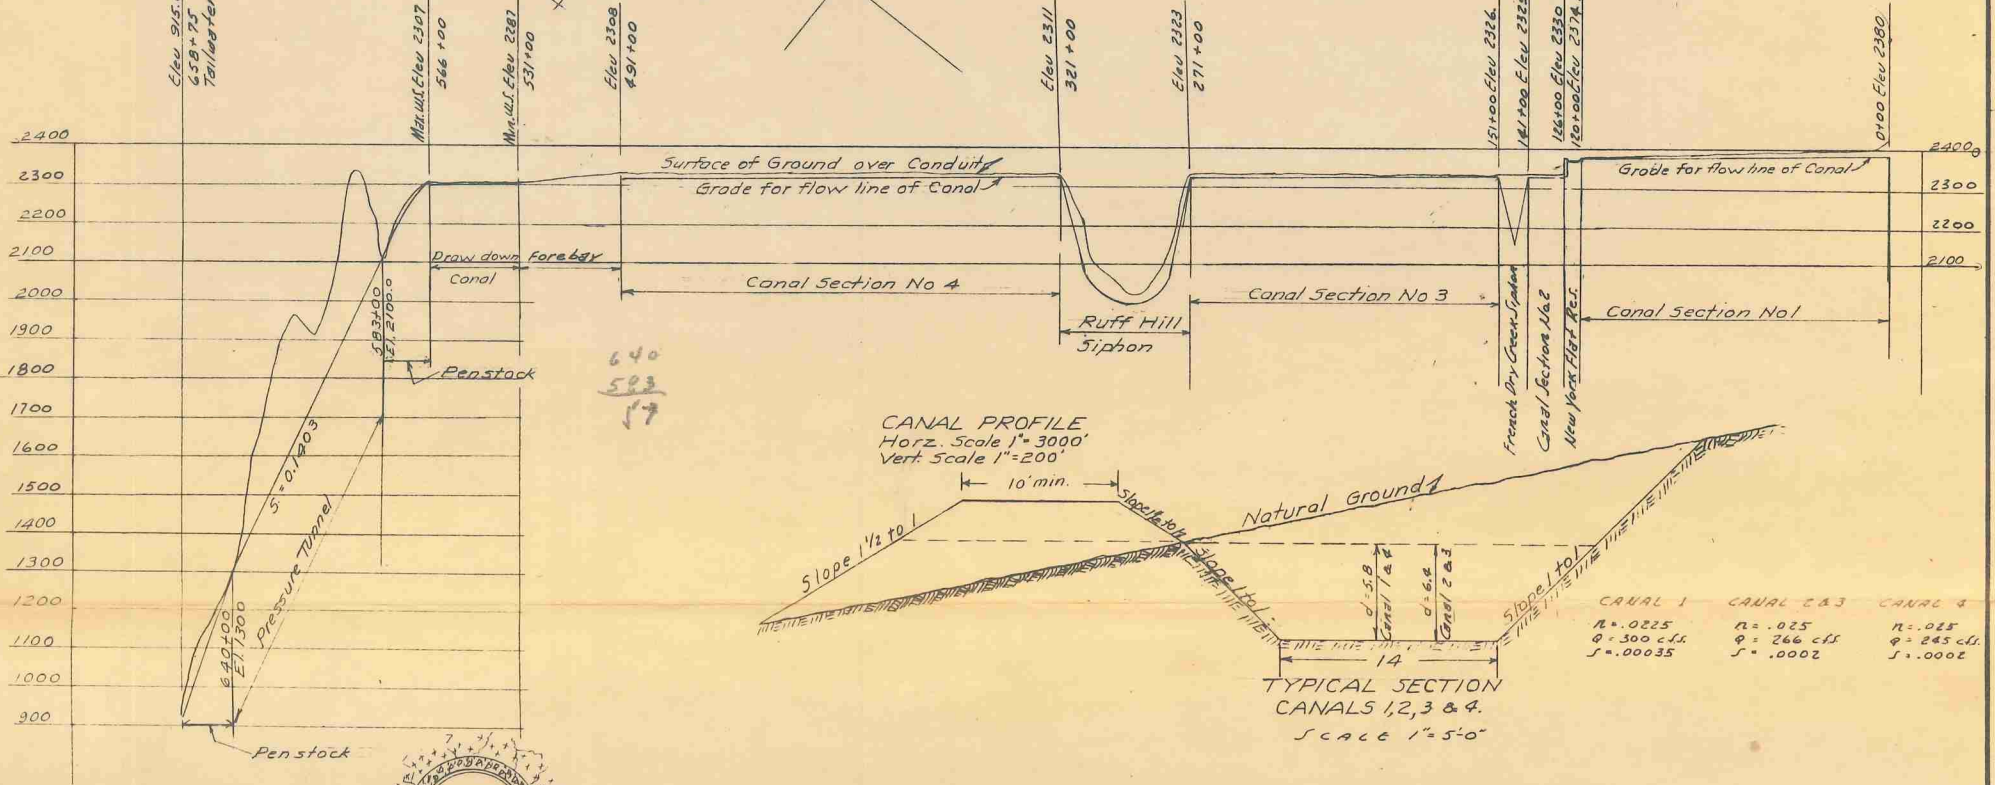 Elev 915.
658+75
Tailwater
Max.W.S. Elev 2307
566+00
Min.W.S. Elev 2287
531+00
Elev 2308
491+00
Elev 2311
321+00
Elev 2323
271+00
151+00 Elev 2326.
141+00 Elev 2329
126+00 Elev 2330
120+00 Elev 2374
0+00 Elev 2380
2400
2300
2200
2100
2000
1900
1800
1700
1600
1500
1400
1300
1200
1100
1000
900
2400
2300
2200
2100
Surface of Ground over Conduit
Grade for flow line of Canal
Grade for flow line of Canal
Draw down
Canal
Forebay
Canal Section No 4
Ruff Hill
Siphon
Canal Section No 3
French Dry Creek Siphon
Canal Section No.2
New York Flat Res.
Canal Section No1
583+00
El. 2100.0
Penstock
S=0.1403
Pressure Tunnel
640+00
El. 1300
Penstock
640
583
57
CANAL PROFILE
Horz. Scale 1"=3000'
Vert. Scale 1"=200'
10' min.
Slope 1 1/2 to 1
Natural Ground
Slope 1 to 1
d=5.8
Canal 1 & 4
d=6.4
Canal 2 & 3
Slope 1 to 1
14
TYPICAL SECTION
CANALS 1,2,3 & 4.
SCALE 1"=5'-0"
CANAL 1
n=.0225
Q=300 cfs.
S=.00035
CANAL 2&3
n=.025
Q=266 cfs
S=.0002
CANAL 4
n=.025
Q=245 cfs.
S=.0002